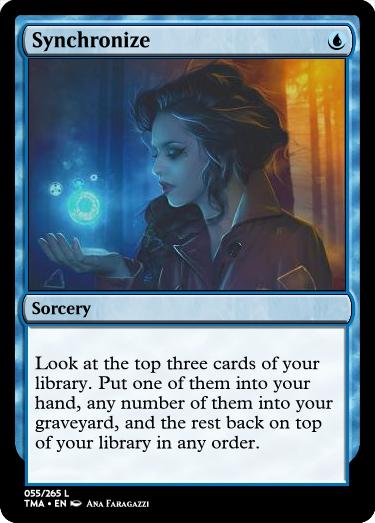 Synchronize
Sorcery
Look at the top three cards of your
library. Put one of them into your
hand, any number of them into your
graveyard, and the rest back on top
of your library in any order.
055/265 L
TMA • EN Ana Faragazzi